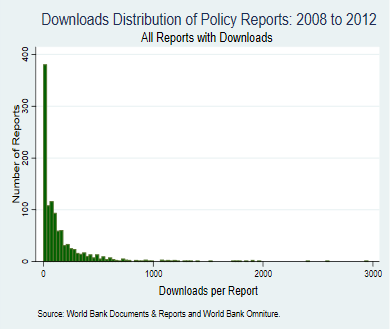 Downloads Distribution of Policy Reports: 2008 to 2012
All Reports with Downloads
Number of Reports
400
300
200
100
0
0 1000 2000 3000
Downloads per Report
Source: World Bank Documents & Reports and World Bank Omniture.